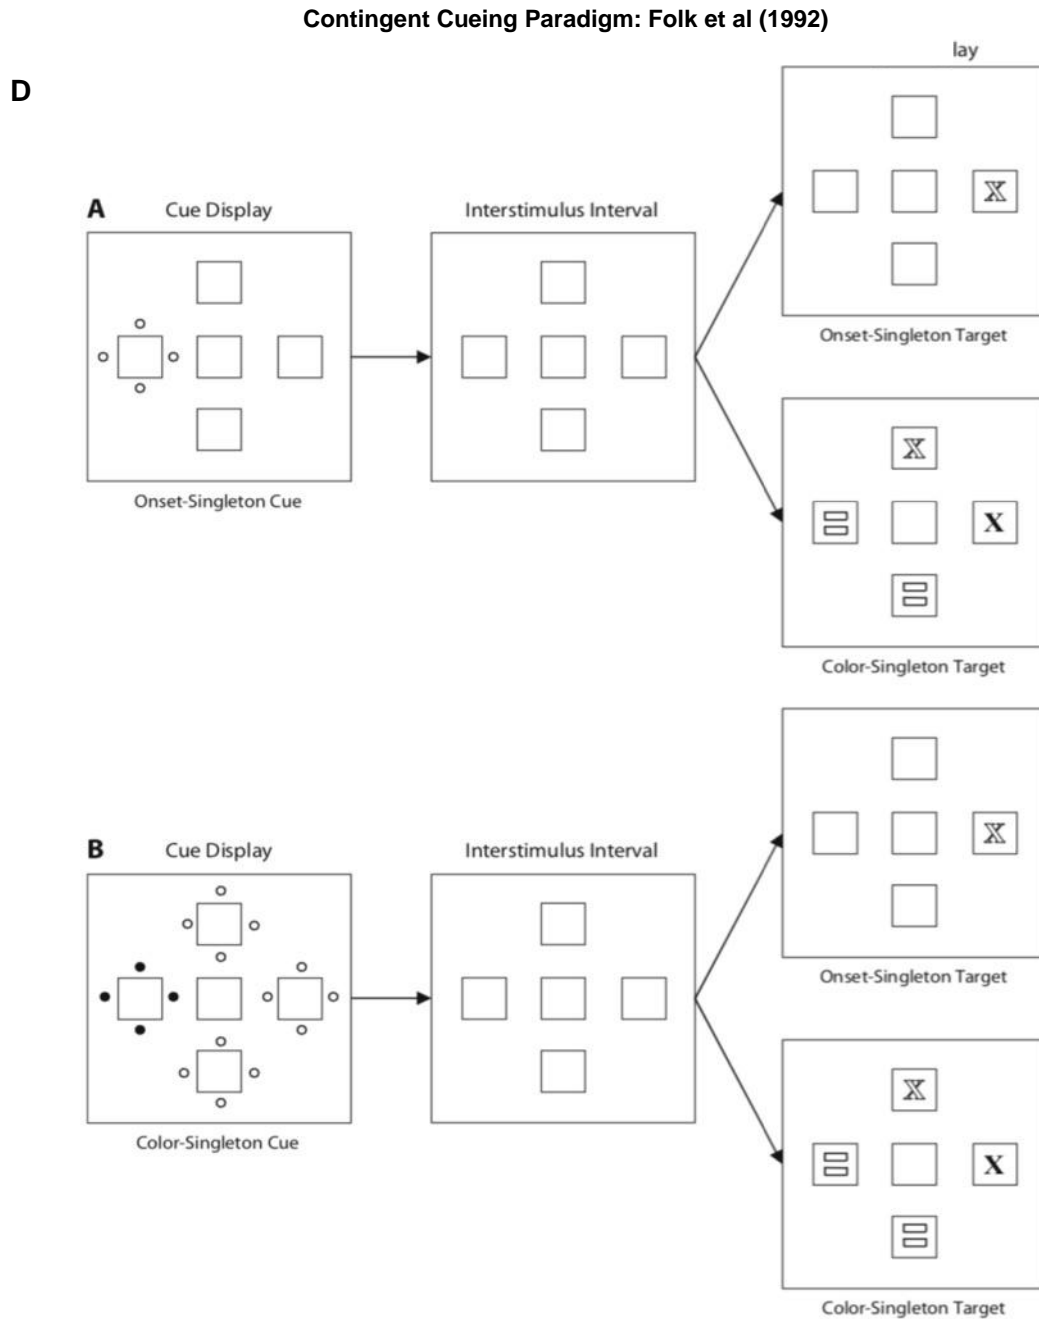 Contingent Cueing Paradigm: Folk et al (1992)
D
lay
A
Cue Display
Interstimulus Interval
X
Onset-Singleton Target
Onset-Singleton Cue
X
X
Color-Singleton Target
B
Cue Display
Interstimulus Interval
X
Onset-Singleton Target
Color-Singleton Cue
X
= X
=
Color-Singleton Target